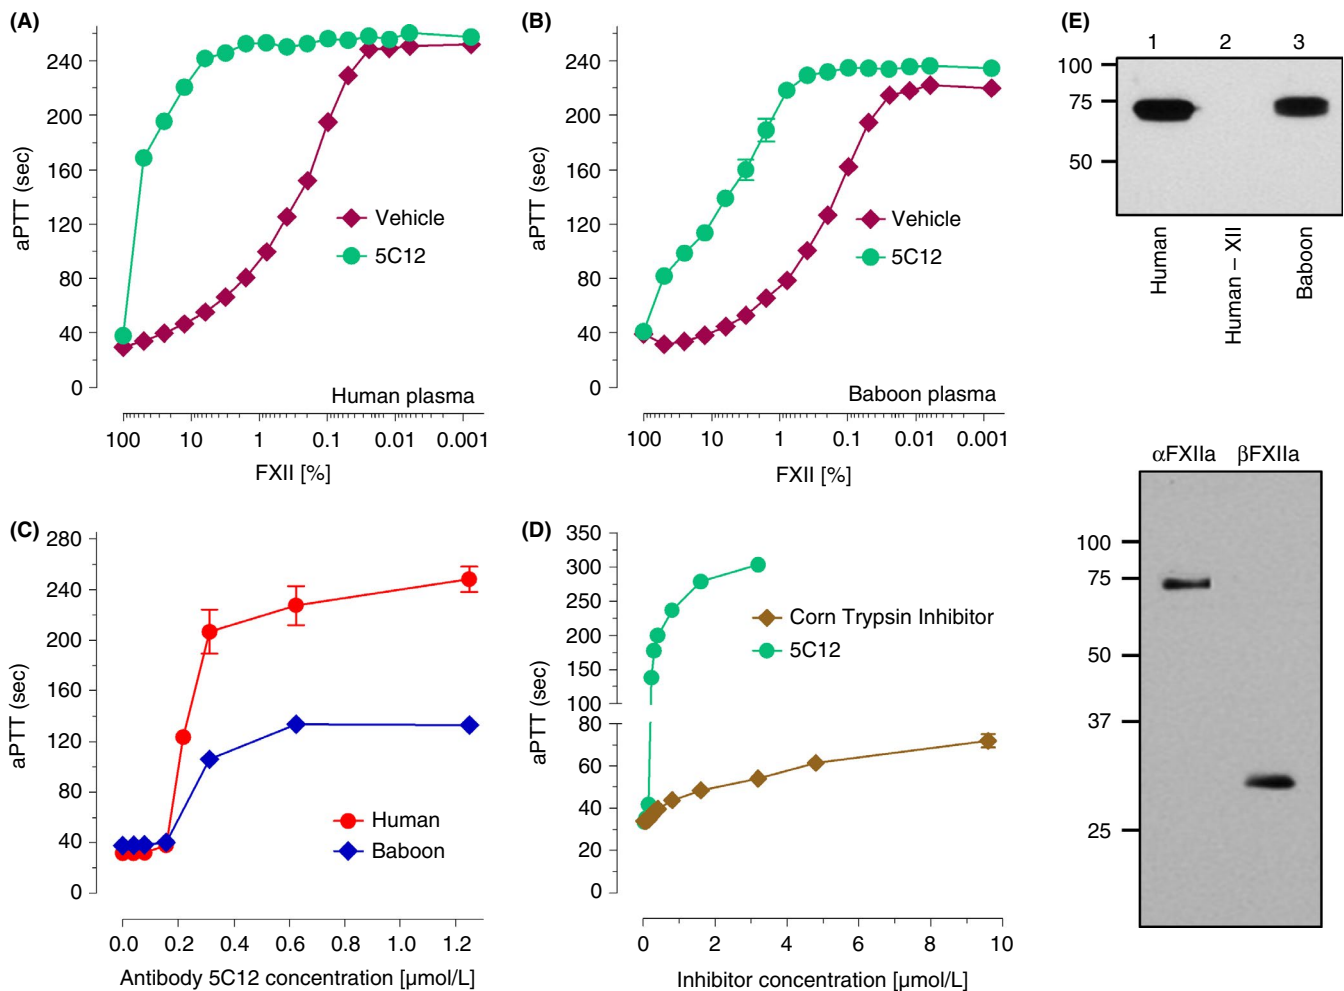 (A)
aPTT (sec)
240
200
160
120
80
40
0
Vehicle
5C12
Human plasma
100 10 1 0.1 0.01 0.001
FXII [%]
(B)
aPTT (sec)
240
200
160
120
80
40
0
Vehicle
5C12
Baboon plasma
100 10 1 0.1 0.01 0.001
FXII [%]
(E)
1 2 3
100
75
50
Human
Human – XII
Baboon
αFXIIa βFXIIa
100
75
50
37
25
(C)
aPTT (sec)
280
240
200
160
120
80
40
0
Human
Baboon
0.0 0.2 0.4 0.6 0.8 1.0 1.2
Antibody 5C12 concentration [µmol/L]
(D)
aPTT (sec)
350
300
250
200
150
100
80
60
40
20
0
Corn Trypsin Inhibitor
5C12
0 2 4 6 8 10
Inhibitor concentration [µmol/L]